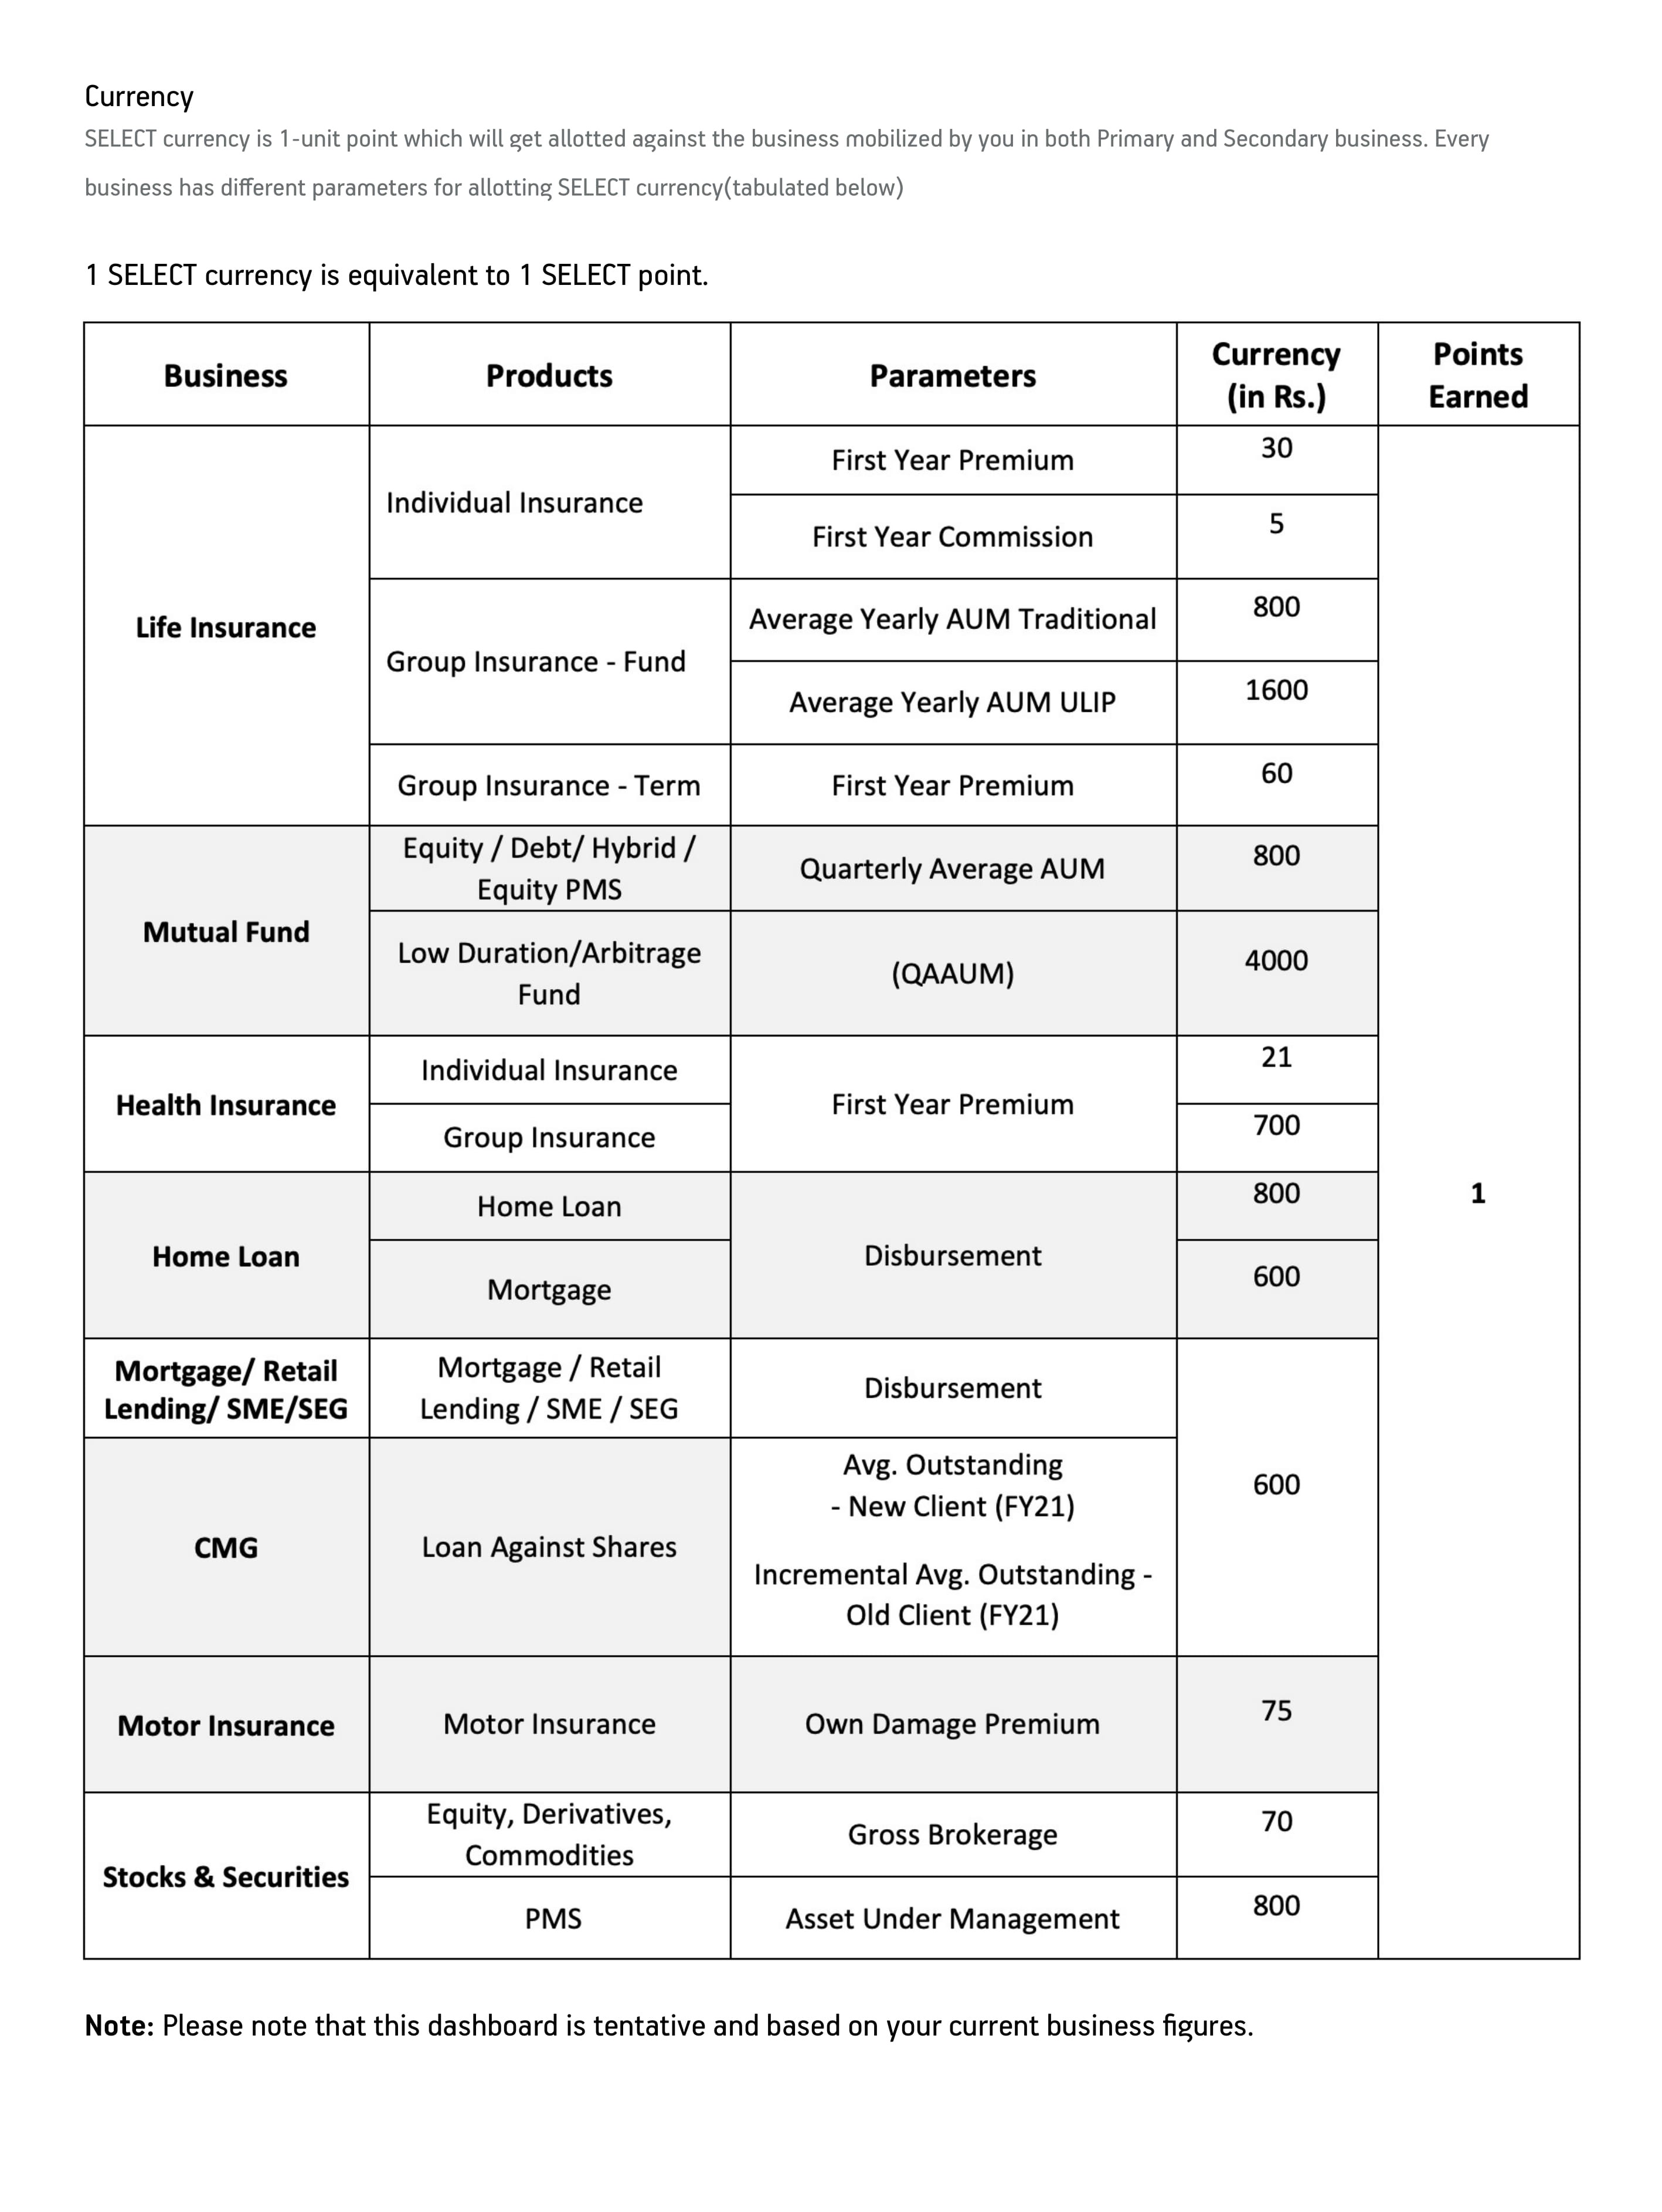 Currency
SELECT currency is 1-unit point which will get allotted against the business mobilized by you in both Primary and Secondary business. Every
business has different parameters for allotting SELECT currency(tabulated below)
1 SELECT currency is equivalent to 1 SELECT point.
Business
Products
Parameters
Currency
(in Rs.)
Points
Earned
Life Insurance
Individual Insurance
First Year Premium
30
First Year Commission
5
Group Insurance - Fund
Average Yearly AUM Traditional
800
Average Yearly AUM ULIP
1600
Group Insurance - Term
First Year Premium
60
Mutual Fund
Equity / Debt/ Hybrid /
Equity PMS
Quarterly Average AUM
800
Low Duration/Arbitrage
Fund
(QAAUM)
4000
Health Insurance
Individual Insurance
First Year Premium
21
Group Insurance
700
Home Loan
Home Loan
Disbursement
800
Mortgage
600
1
Mortgage/ Retail
Lending/ SME/SEG
Mortgage / Retail
Lending / SME / SEG
Disbursement
600
CMG
Loan Against Shares
Avg. Outstanding
- New Client (FY21)
Incremental Avg. Outstanding -
Old Client (FY21)
Motor Insurance
Motor Insurance
Own Damage Premium
75
Stocks & Securities
Equity, Derivatives,
Commodities
Gross Brokerage
70
PMS
Asset Under Management
800
Note: Please note that this dashboard is tentative and based on your current business figures.